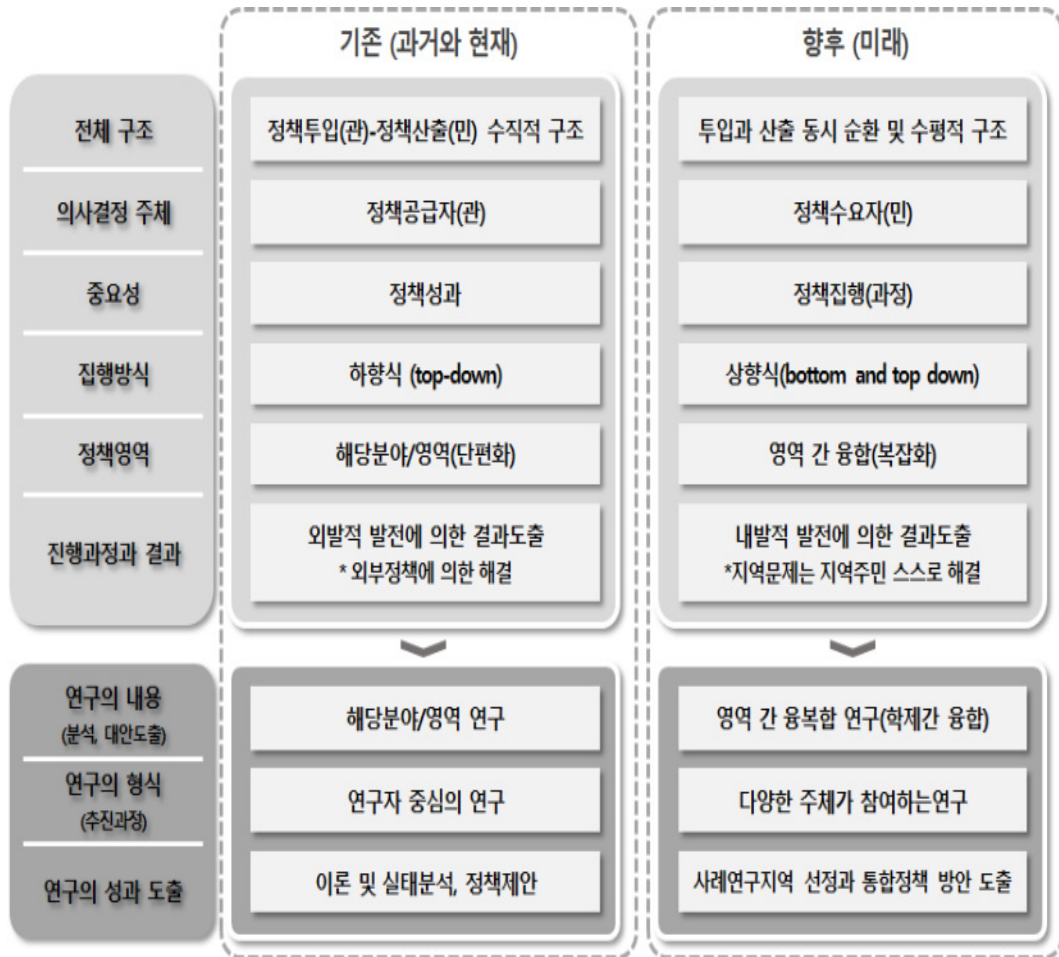 기존 (과거와 현재)
향후 (미래)
전체 구조
정책투입(관)-정책산출(민) 수직적 구조
투입과 산출 동시 순환 및 수평적 구조
의사결정 주체
정책공급자(관)
정책수요자(민)
중요성
정책성과
정책집행(과정)
집행방식
하향식 (top-down)
상향식(bottom and top down)
정책영역
해당분야/영역(단편화)
영역 간 융합(복잡화)
진행과정과 결과
외발적 발전에 의한 결과도출
* 외부정책에 의한 해결
내발적 발전에 의한 결과도출
*지역문제는 지역주민 스스로 해결
연구의 내용
(분석, 대안도출)
해당분야/영역 연구
영역 간 융복합 연구(학제간 융합)
연구의 형식
(추진과정)
연구자 중심의 연구
다양한 주체가 참여하는연구
연구의 성과 도출
이론 및 실태분석, 정책제안
사례연구지역 선정과 통합정책 방안 도출